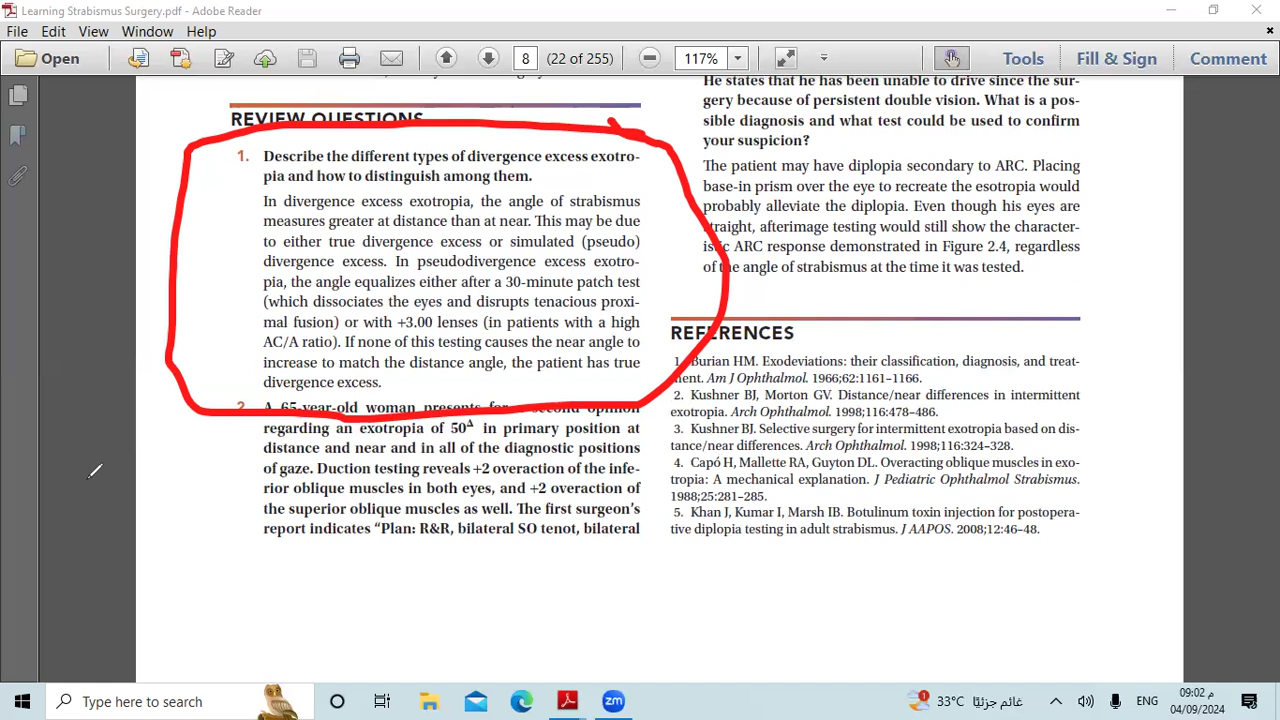 Learning Strabismus Surgery.pdf - Adobe Reader
File Edit View Window Help
Open
8 (22 of 255)
117%
Tools Fill & Sign Comment
REVIEW QUESTIONS
1. Describe the different types of divergence excess exotro-
pia and how to distinguish among them.
In divergence excess exotropia, the angle of strabismus
measures greater at distance than at near. This may be due
to either true divergence excess or simulated (pseudo)
divergence excess. In pseudodivergence excess exotro-
pia, the angle equalizes either after a 30-minute patch test
(which dissociates the eyes and disrupts tenacious proxi-
mal fusion) or with +3.00 lenses (in patients with a high
AC/A ratio). If none of this testing causes the near angle to
increase to match the distance angle, the patient has true
divergence excess.
2. A 65-year-old woman presents for a second opinion
regarding an exotropia of 50Δ in primary position at
distance and near and in all of the diagnostic positions
of gaze. Duction testing reveals +2 overaction of the infe-
rior oblique muscles in both eyes, and +2 overaction of
the superior oblique muscles as well. The first surgeon's
report indicates “Plan: R&R, bilateral SO tenot, bilateral
He states that he has been unable to drive since the sur-
gery because of persistent double vision. What is a pos-
sible diagnosis and what test could be used to confirm
your suspicion?
The patient may have diplopia secondary to ARC. Placing
base-in prism over the eye to recreate the esotropia would
probably alleviate the diplopia. Even though his eyes are
straight, afterimage testing would still show the character-
istic ARC response demonstrated in Figure 2.4, regardless
of the angle of strabismus at the time it was tested.
REFERENCES
1. Burian HM. Exodeviations: their classification, diagnosis, and treat-
ment. Am J Ophthalmol. 1966;62:1161–1166.
2. Kushner BJ, Morton GV. Distance/near differences in intermittent
exotropia. Arch Ophthalmol. 1998;116:478–486.
3. Kushner BJ. Selective surgery for intermittent exotropia based on dis-
tance/near differences. Arch Ophthalmol. 1998;116:324–328.
4. Capó H, Mallette RA, Guyton DL. Overacting oblique muscles in exo-
tropia: A mechanical explanation. J Pediatric Ophthalmol Strabismus.
1988;25:281–285.
5. Khan J, Kumar I, Marsh IB. Botulinum toxin injection for postopera-
tive diplopia testing in adult strabismus. J AAPOS. 2008;12:46–48.
Type here to search
zm
1
33°C غائم جزئيًا
ENG
09:02 م
04/09/2024